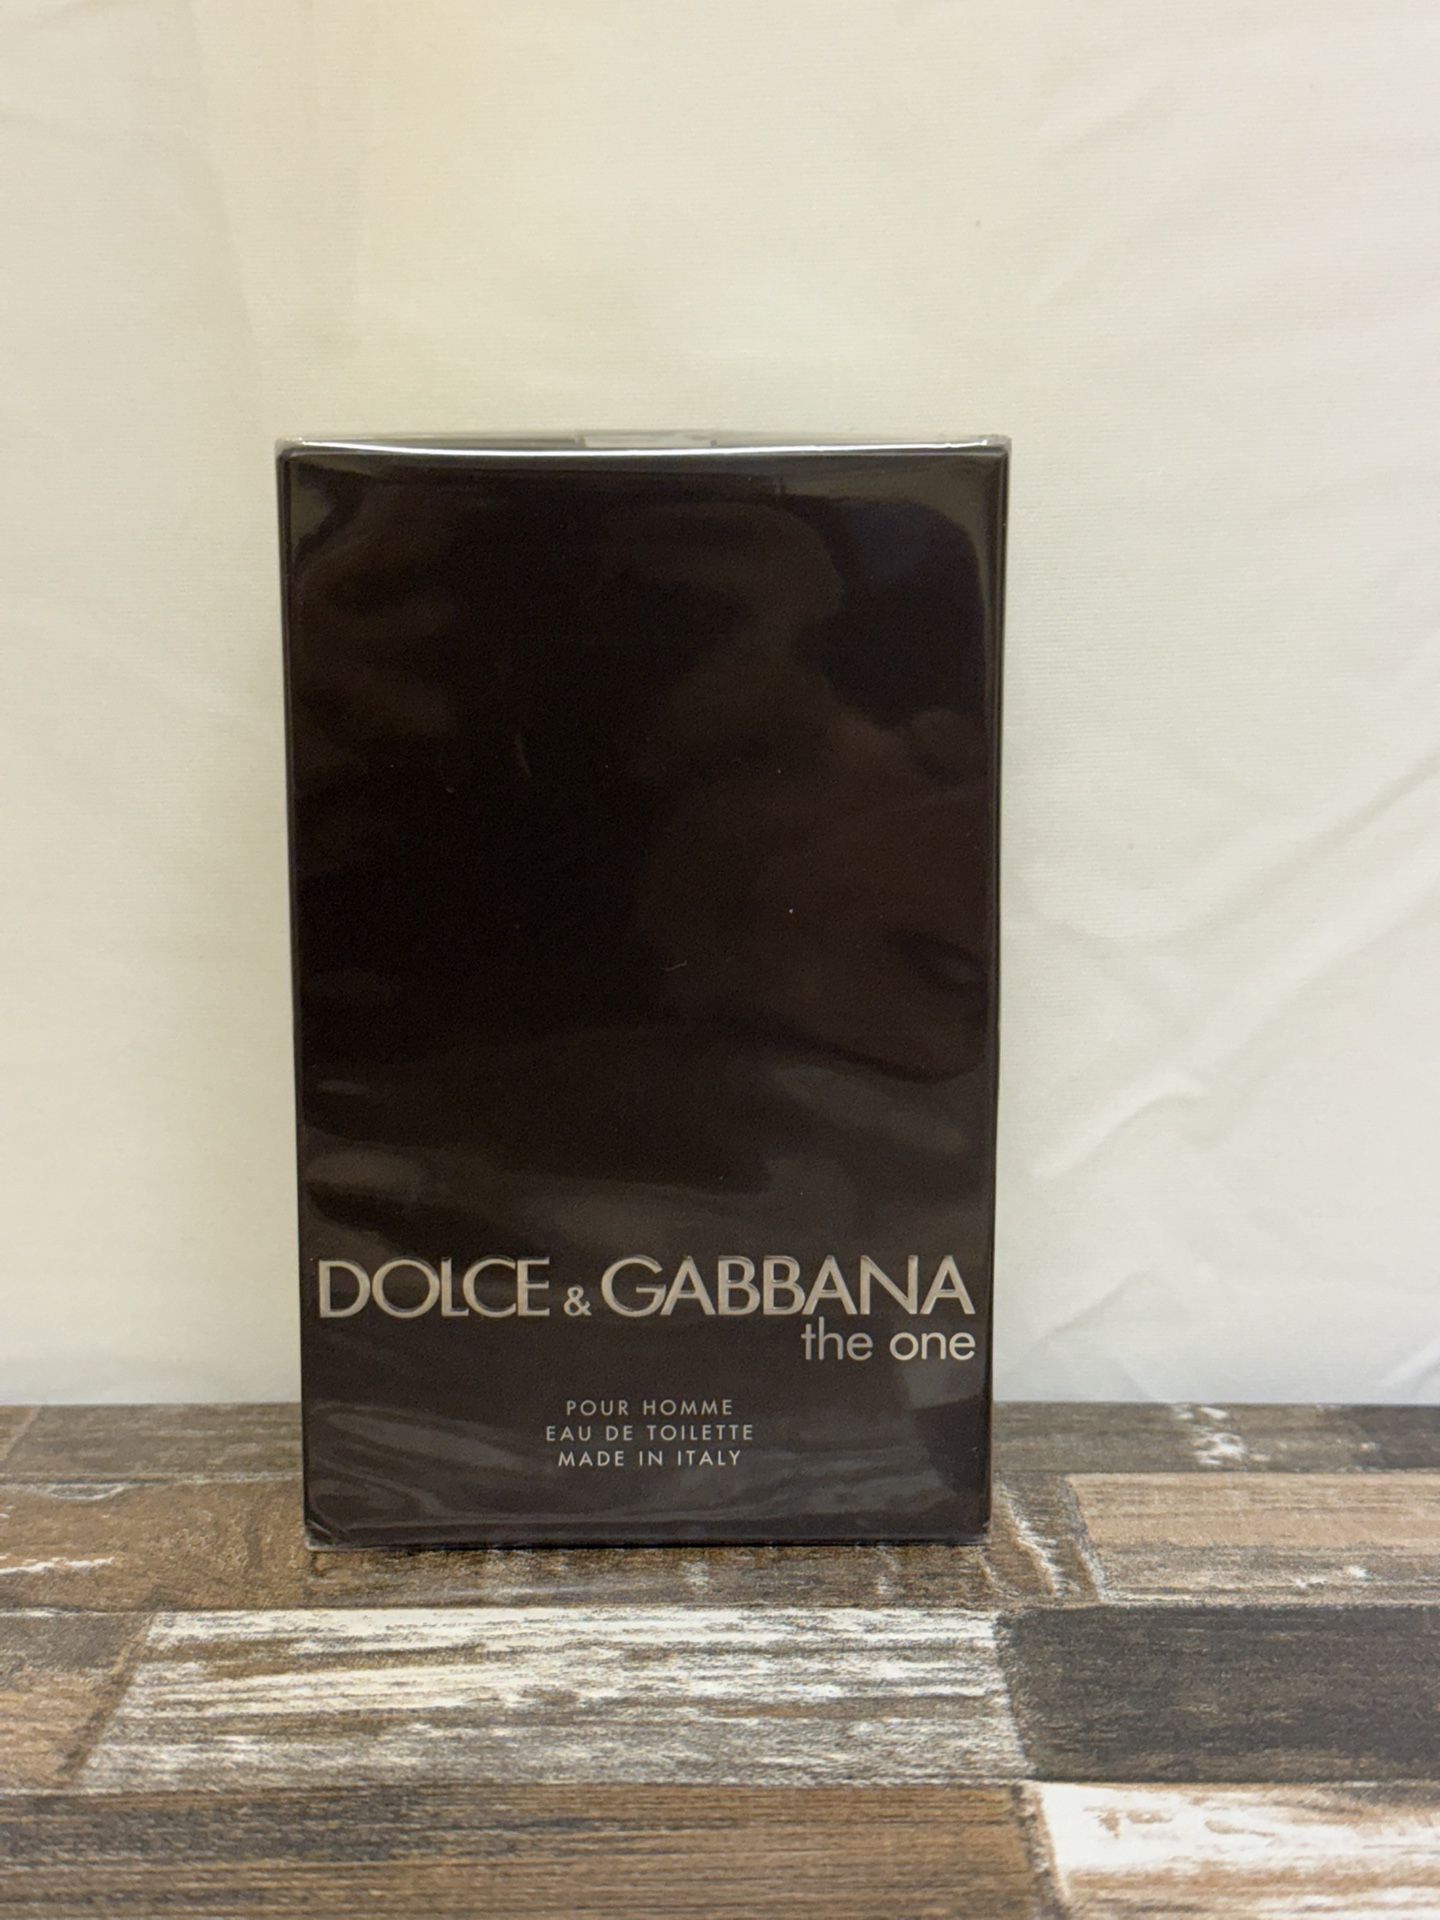 DOLCE & GABBANA
the one
POUR HOMME
EAU DE TOILETTE
MADE IN ITALY